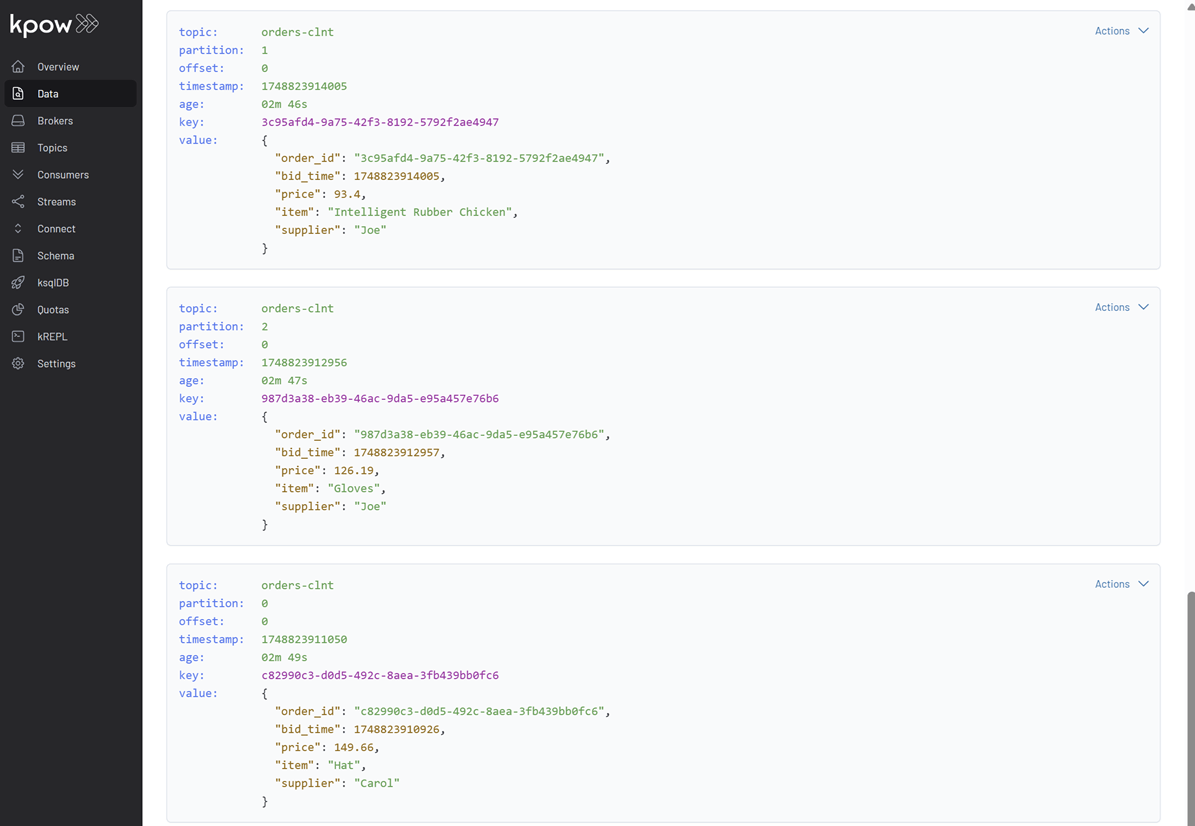 kpow
Overview
Data
Brokers
Topics
Consumers
Streams
Connect
Schema
ksqlDB
Quotas
kREPL
Settings
topic: orders-clnt
Actions
partition: 1
offset: 0
timestamp: 1748823914005
age: 02m 46s
key: 3c95afd4-9a75-42f3-8192-5792f2ae4947
value: {
"order_id": "3c95afd4-9a75-42f3-8192-5792f2ae4947",
"bid_time": 1748823914005,
"price": 93.4,
"item": "Intelligent Rubber Chicken",
"supplier": "Joe"
}
topic: orders-clnt
Actions
partition: 2
offset: 0
timestamp: 1748823912956
age: 02m 47s
key: 987d3a38-eb39-46ac-9da5-e95a457e76b6
value: {
"order_id": "987d3a38-eb39-46ac-9da5-e95a457e76b6",
"bid_time": 1748823912957,
"price": 126.19,
"item": "Gloves",
"supplier": "Joe"
}
topic: orders-clnt
Actions
partition: 0
offset: 0
timestamp: 1748823911050
age: 02m 49s
key: c82990c3-d0d5-492c-8aea-3fb439bb0fc6
value: {
"order_id": "c82990c3-d0d5-492c-8aea-3fb439bb0fc6",
"bid_time": 1748823910926,
"price": 149.66,
"item": "Hat",
"supplier": "Carol"
}